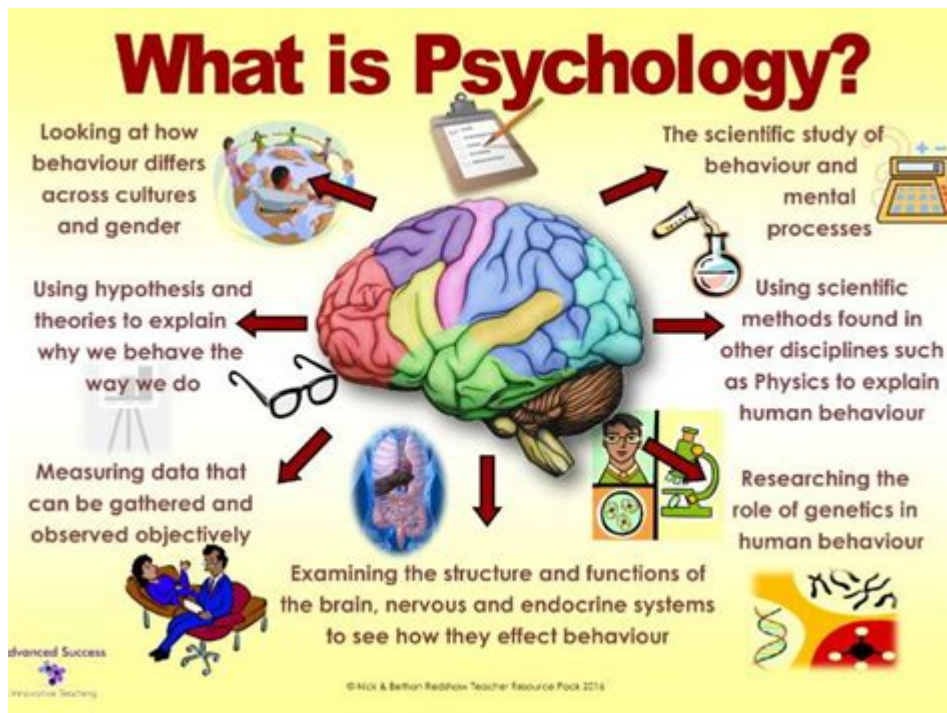 What is Psychology?
Looking at how
behaviour differs
across cultures
and gender
The scientific study of
behaviour and
mental
processes
Using hypothesis and
theories to explain
why we behave the
way we do
Using scientific
methods found in
other disciplines such
as Physics to explain
human behaviour
Measuring data that
can be gathered and
observed objectively
Researching the
role of genetics in
human behaviour
Examining the structure and functions of
the brain, nervous and endocrine systems
to see how they effect behaviour
dvanced Success
Innovative Teaching
© Nick & Bethan Redshaw Teacher Resource Pack 2016